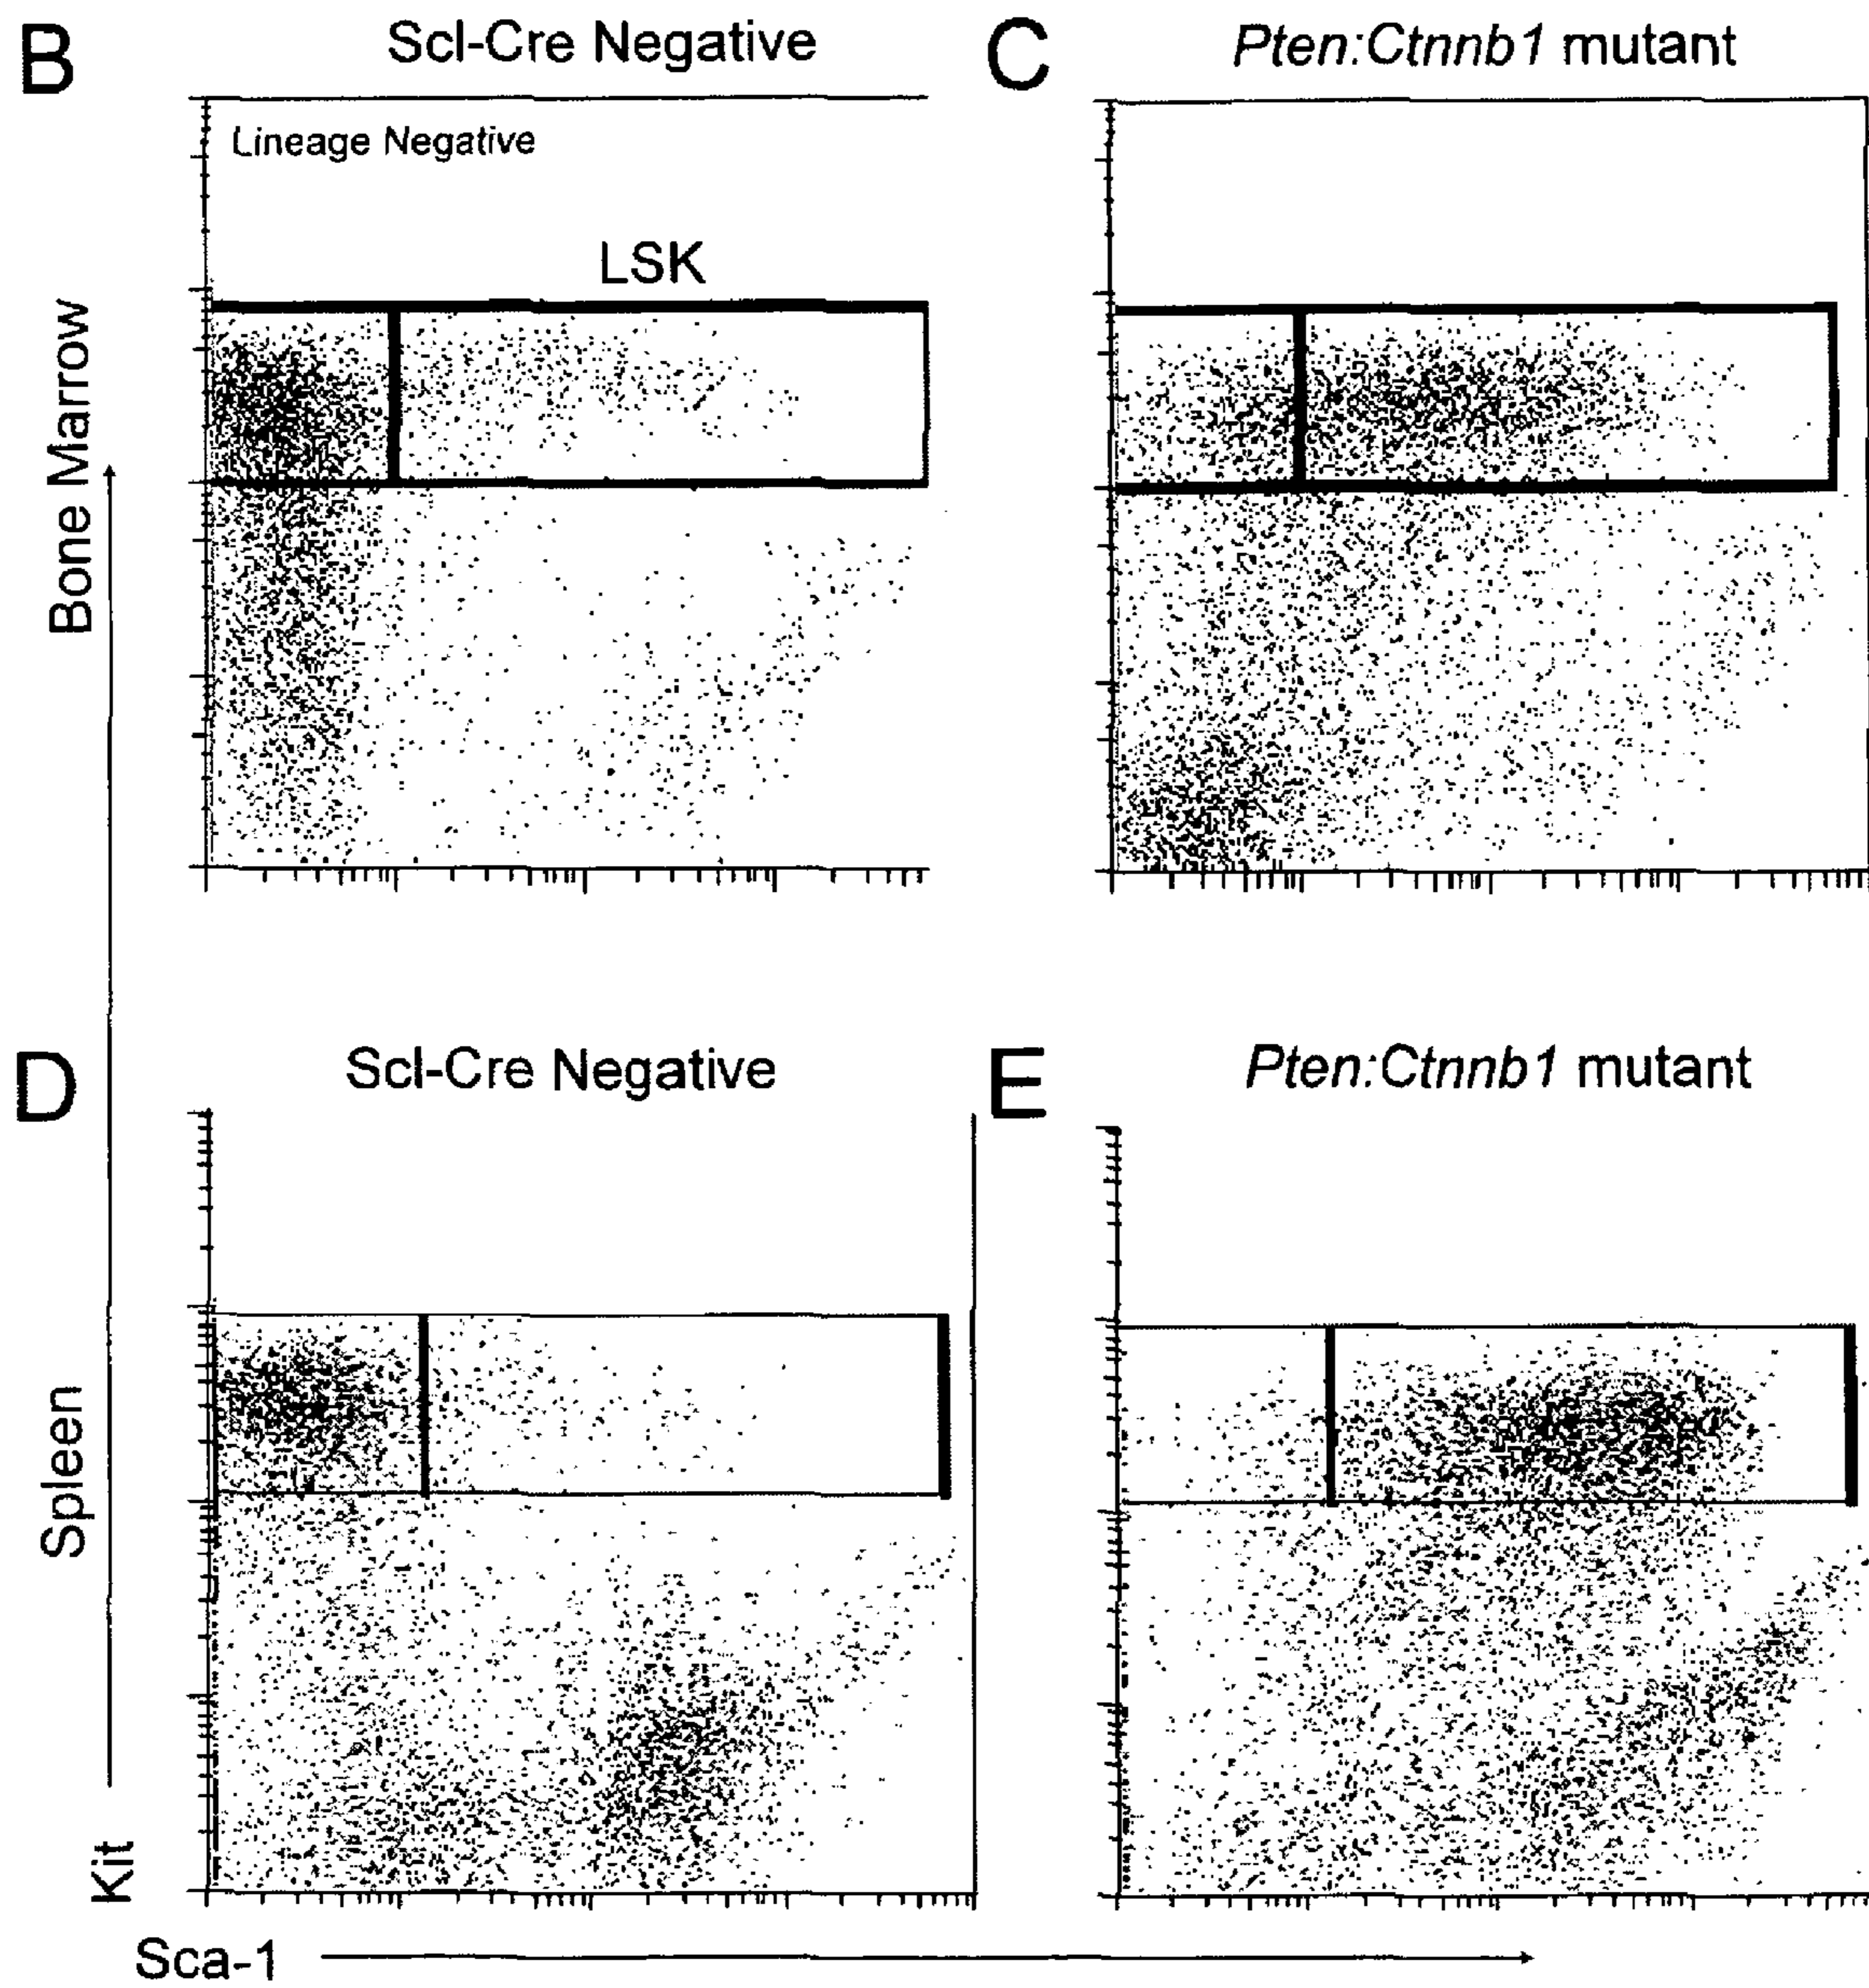 B
Scl-Cre Negative
C
Pten:Ctnnb1 mutant
Lineage Negative
LSK
Bone Marrow
D
Scl-Cre Negative
E
Pten:Ctnnb1 mutant
Spleen
Kit
Sca-1